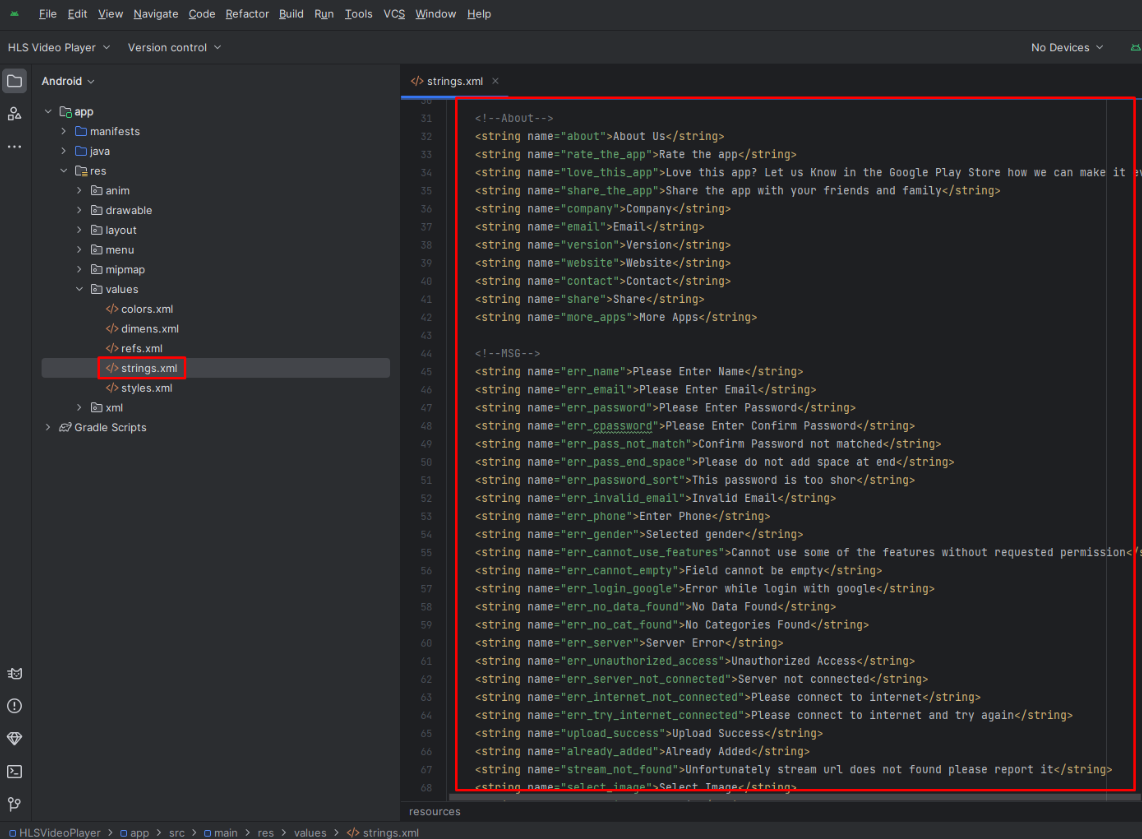 File Edit View Navigate Code Refactor Build Run Tools VCS Window Help
HLS Video Player Version control No Devices
Android
app
manifests
java
res
anim
drawable
layout
menu
mipmap
values
colors.xml
dimens.xml
refs.xml
strings.xml
styles.xml
xml
Gradle Scripts
</> strings.xml ×
30
31 <!--About-->
32 <string name="about">About Us</string>
33 <string name="rate_the_app">Rate the app</string>
34 <string name="love_this_app">Love this app? Let us Know in the Google Play Store how we can make it
35 <string name="share_the_app">Share the app with your friends and family</string>
36 <string name="company">Company</string>
37 <string name="email">Email</string>
38 <string name="version">Version</string>
39 <string name="website">Website</string>
40 <string name="contact">Contact</string>
41 <string name="share">Share</string>
42 <string name="more_apps">More Apps</string>
43
44 <!--MSG-->
45 <string name="err_name">Please Enter Name</string>
46 <string name="err_email">Please Enter Email</string>
47 <string name="err_password">Please Enter Password</string>
48 <string name="err_cpassword">Please Enter Confirm Password</string>
49 <string name="err_pass_not_match">Confirm Password not matched</string>
50 <string name="err_pass_end_space">Please do not add space at end</string>
51 <string name="err_password_sort">This password is too shor</string>
52 <string name="err_invalid_email">Invalid Email</string>
53 <string name="err_phone">Enter Phone</string>
54 <string name="err_gender">Selected gender</string>
55 <string name="err_cannot_use_features">Cannot use some of the features without requested permission</s
56 <string name="err_cannot_empty">Field cannot be empty</string>
57 <string name="err_login_google">Error while login with google</string>
58 <string name="err_no_data_found">No Data Found</string>
59 <string name="err_no_cat_found">No Categories Found</string>
60 <string name="err_server">Server Error</string>
61 <string name="err_unauthorized_access">Unauthorized Access</string>
62 <string name="err_server_not_connected">Server not connected</string>
63 <string name="err_internet_not_connected">Please connect to internet</string>
64 <string name="err_try_internet_connected">Please connect to internet and try again</string>
65 <string name="upload_success">Upload Success</string>
66 <string name="already_added">Already Added</string>
67 <string name="stream_not_found">Unfortunately stream url does not found please report it</string>
68 <string name="select_image">Select Image</string>
resources
HLSVideoPlayer > app > src > main > res > values > </> strings.xml